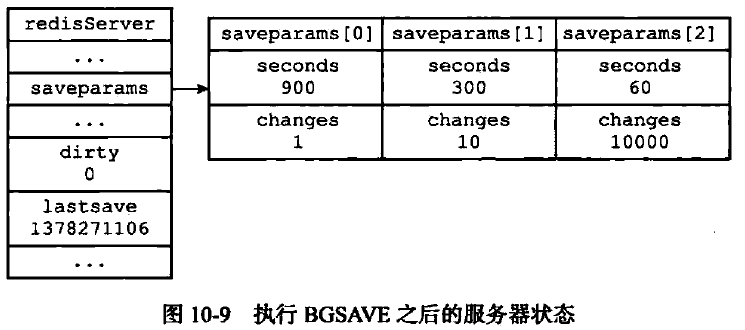 redisServer
...
saveparams
...
dirty
0
lastsave
1378271106
...
saveparams[0] saveparams[1] saveparams[2]
seconds seconds seconds
900 300 60
changes changes changes
1 10 10000
图 10-9 执行 BGSAVE 之后的服务器状态